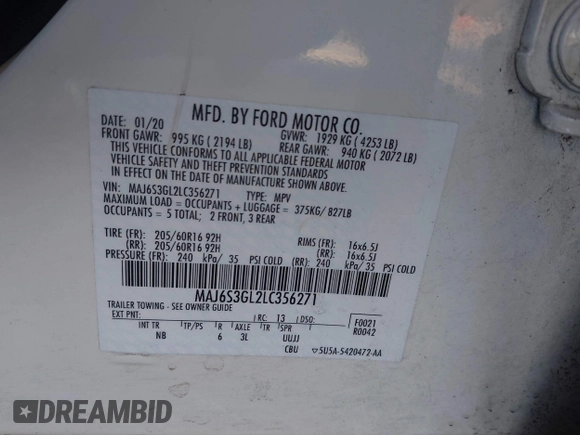 MFD. BY FORD MOTOR CO.
DATE: 01/20
GVWR: 1929 KG ( 4253 LB)
FRONT GAWR: 995 KG ( 2194 LB)
REAR GAWR: 940 KG ( 2072 LB)
THIS VEHICLE CONFORMS TO ALL APPLICABLE FEDERAL MOTOR
VEHICLE SAFETY AND THEFT PREVENTION STANDARDS
IN EFFECT ON THE DATE OF MANUFACTURE SHOWN ABOVE.
VIN: MAJ6S3GL2LC356271 TYPE: MPV
MAXIMUM LOAD = OCCUPANTS + LUGGAGE = 375KG/ 827LB
OCCUPANTS = 5 TOTAL; 2 FRONT, 3 REAR
TIRE (FR): 205/60R16 92H RIMS (FR): 16x6.5J
205/60R16 92H 16x6.5J
PRESSURE (FR): 240 kPa/ 35 PSI COLD (RR): 240 kPa/ 35 PSI COLD
MAJ6S3GL2LC356271
TRAILER TOWING - SEE OWNER GUIDE
EXT PNT: RC: 13 DSO: F0021
R0042
INT TR TP/PS R AXLE TR SPR
NB 6 3L UUJJ
CBU 5U5A-5420472-AA
DREAMBID